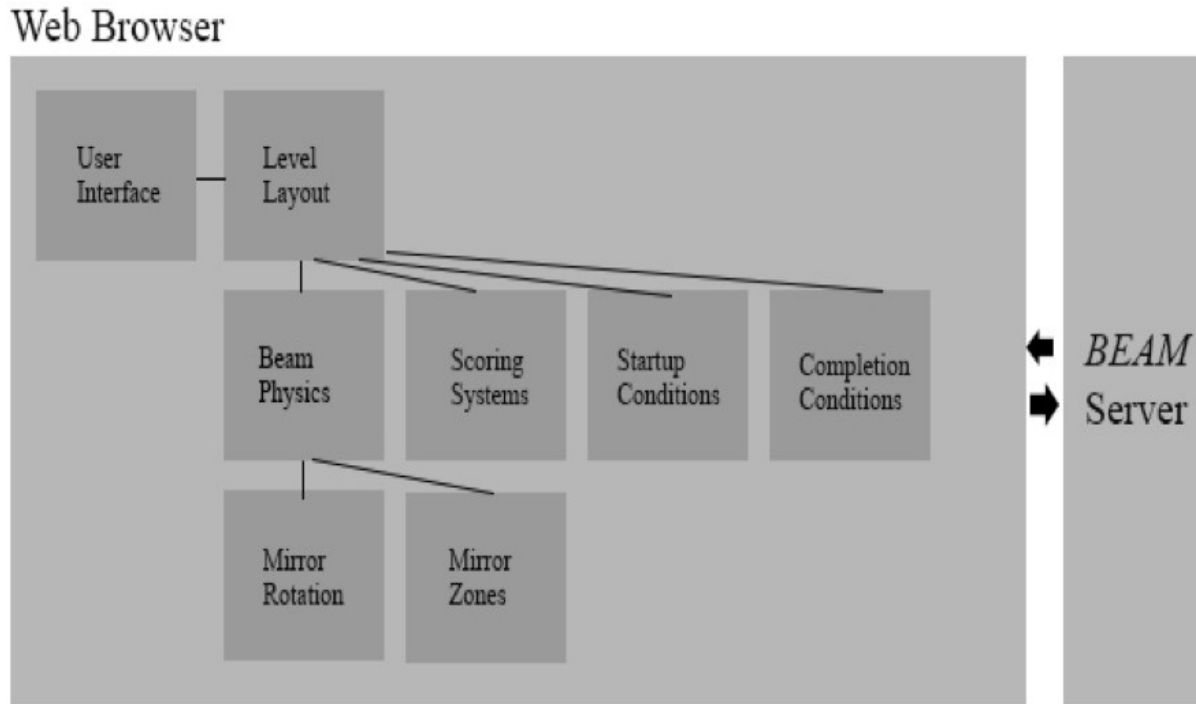 Web Browser
User
Interface
Level
Layout
Beam
Physics
Scoring
Systems
Startup
Conditions
Completion
Conditions
Mirror
Rotation
Mirror
Zones
BEAM
Server